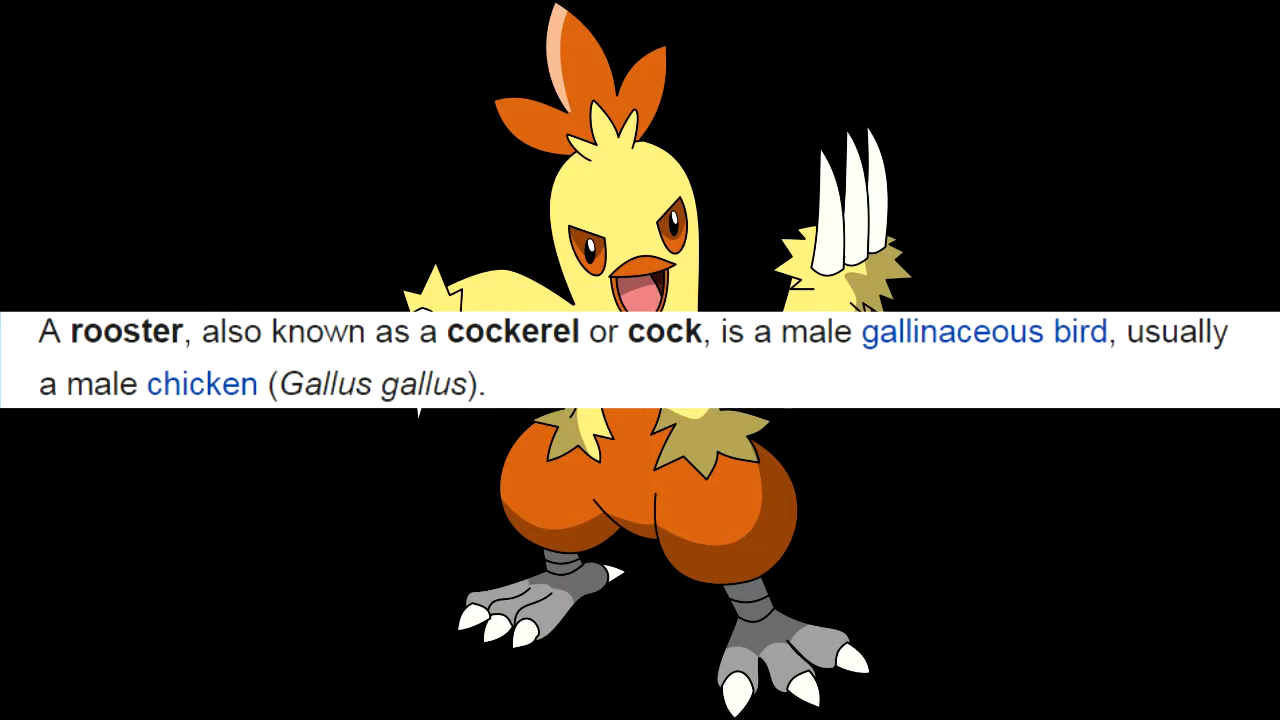 A rooster, also known as a cockerel or cock, is a male gallinaceous bird, usually
a male chicken (Gallus gallus).